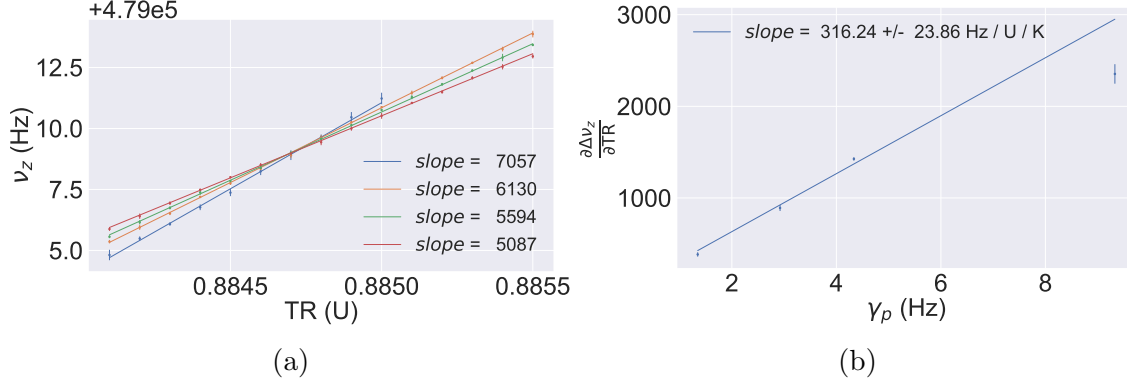 +4.79e5
12.5
10.0
7.5
5.0
ν_z (Hz)
slope = 7057
slope = 6130
slope = 5594
slope = 5087
0.8845 0.8850 0.8855
TR (U)
(a)
3000
2000
1000
∂Δν_z
∂TR
slope = 316.24 +/- 23.86 Hz / U / K
2 4 6 8
γ_p (Hz)
(b)